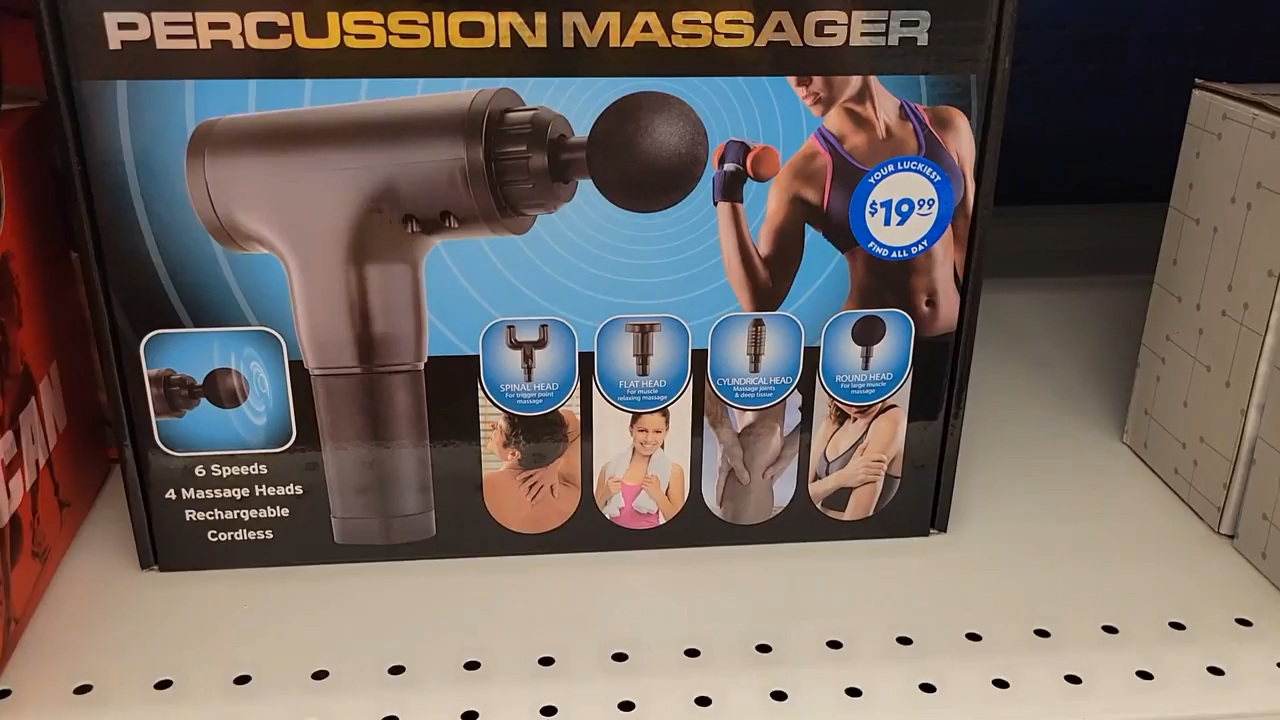 PERCUSSION MASSAGER
YOUR LUCKIEST
$19.99
FIND ALL DAY
SPINAL HEAD
For trigger point
massage
FLAT HEAD
For muscle
relaxing massage
CYLINDRICAL HEAD
Massage joints
& deep tissue
ROUND HEAD
For large muscle
massage
6 Speeds
4 Massage Heads
Rechargeable
Cordless